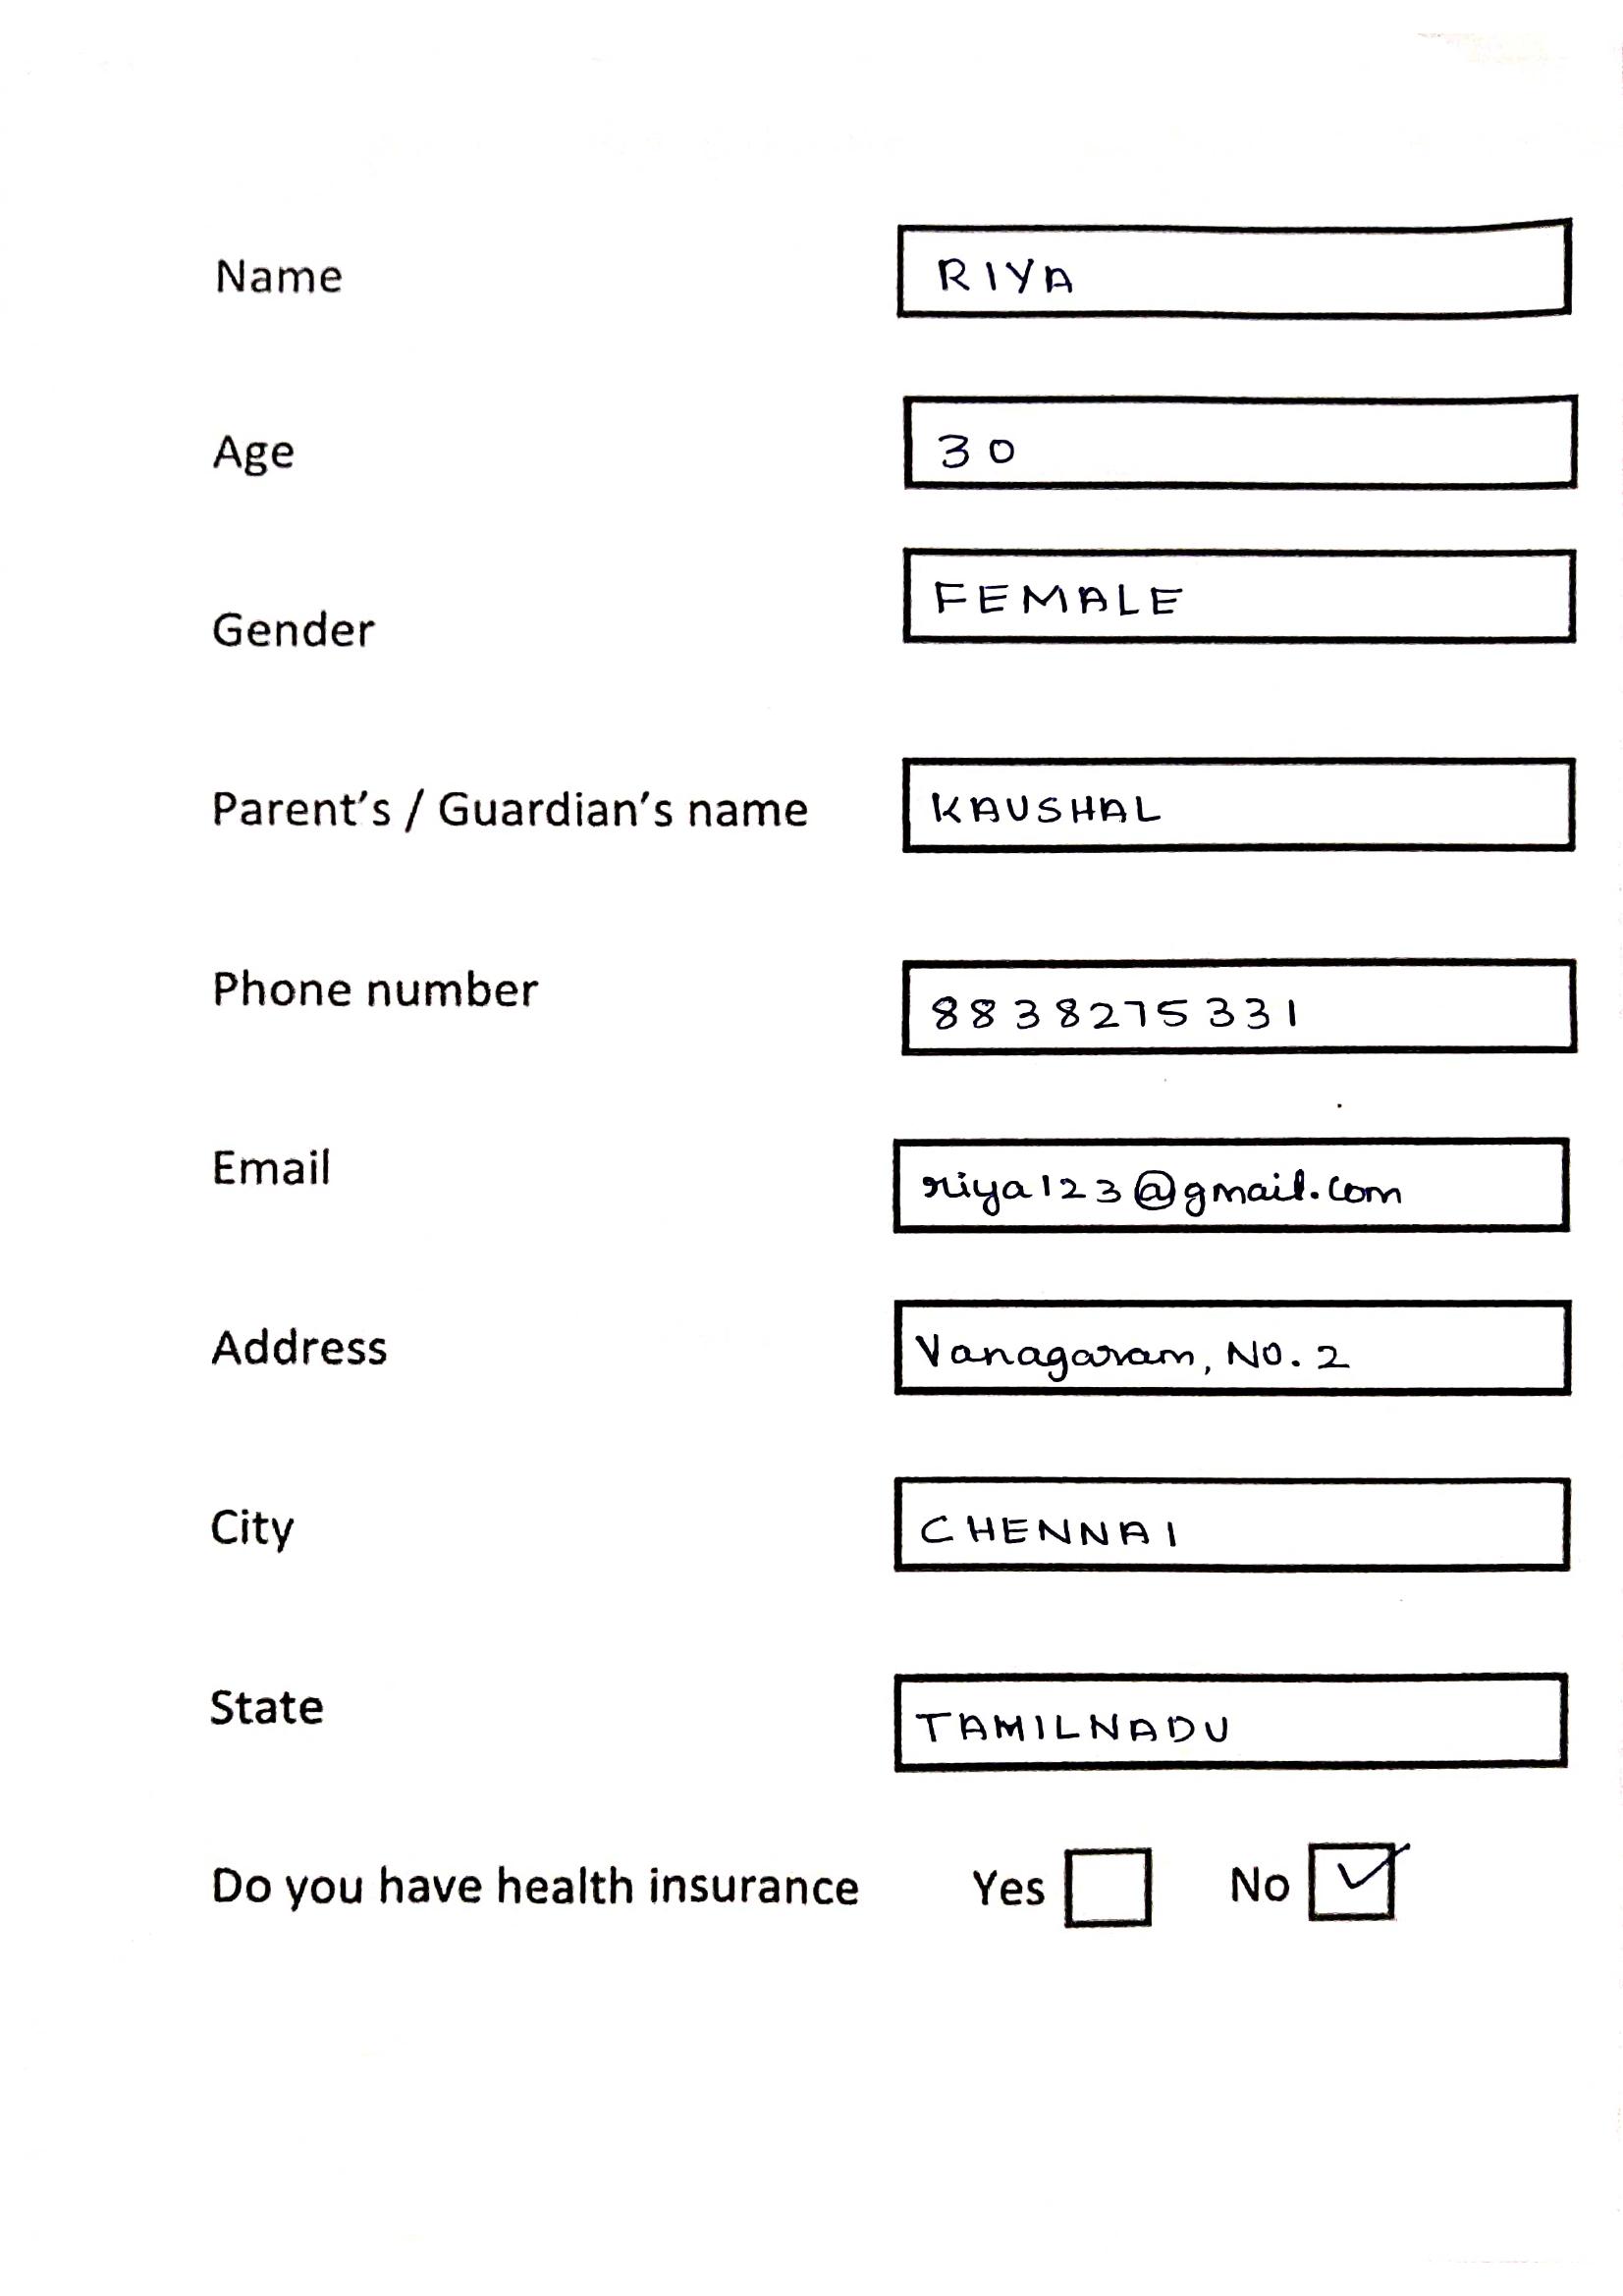 Name RIYA
Age 30
Gender FEMALE
Parent's / Guardian's name KAUSHAL
Phone number 8838275331
Email riya123@gmail.com
Address Vanagaram, NO. 2
City CHENNAI
State TAMILNADU
Do you have health insurance Yes No ✓